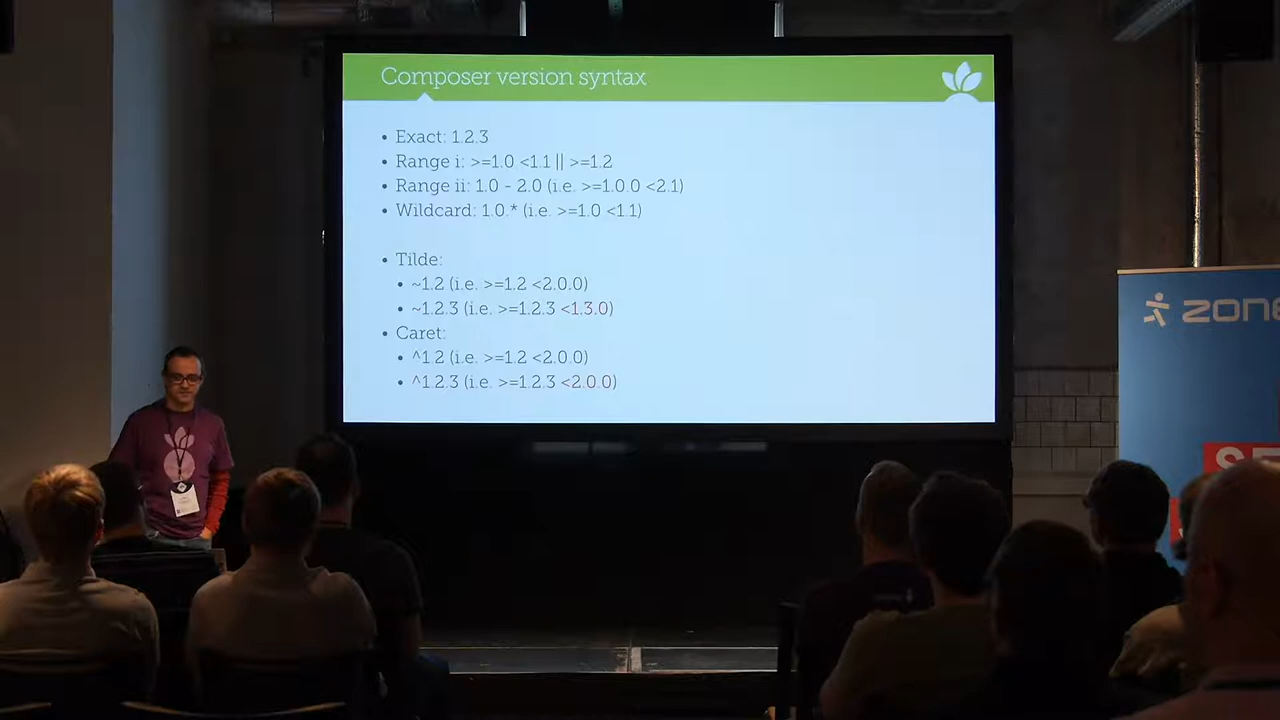 Composer version syntax
• Exact: 1.2.3
• Range i: >=1.0 <1.1 || >=1.2
• Range ii: 1.0 - 2.0 (i.e. >=1.0.0 <2.1)
• Wildcard: 1.0.* (i.e. >=1.0 <1.1)
• Tilde:
• ~1.2 (i.e. >=1.2 <2.0.0)
• ~1.2.3 (i.e. >=1.2.3 <1.3.0)
• Caret:
• ^1.2 (i.e. >=1.2 <2.0.0)
• ^1.2.3 (i.e. >=1.2.3 <2.0.0)
zone